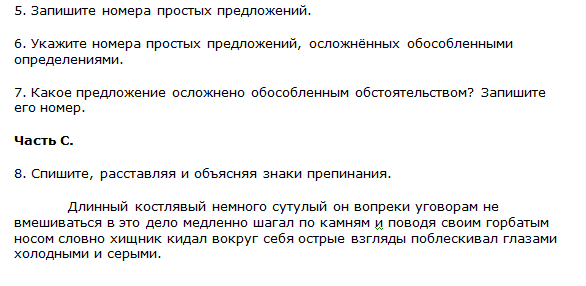 5. Запишите номера простых предложений.
6. Укажите номера простых предложений, осложнённых обособленными
определениями.
7. Какое предложение осложнено обособленным обстоятельством? Запишите
его номер.
Часть С.
8. Спишите, расставляя и объясняя знаки препинания.
Длинный костлявый немного сутулый он вопреки уговорам не
вмешиваться в это дело медленно шагал по камням и поводя своим горбатым
носом словно хищник кидал вокруг себя острые взгляды поблескивал глазами
холодными и серыми.